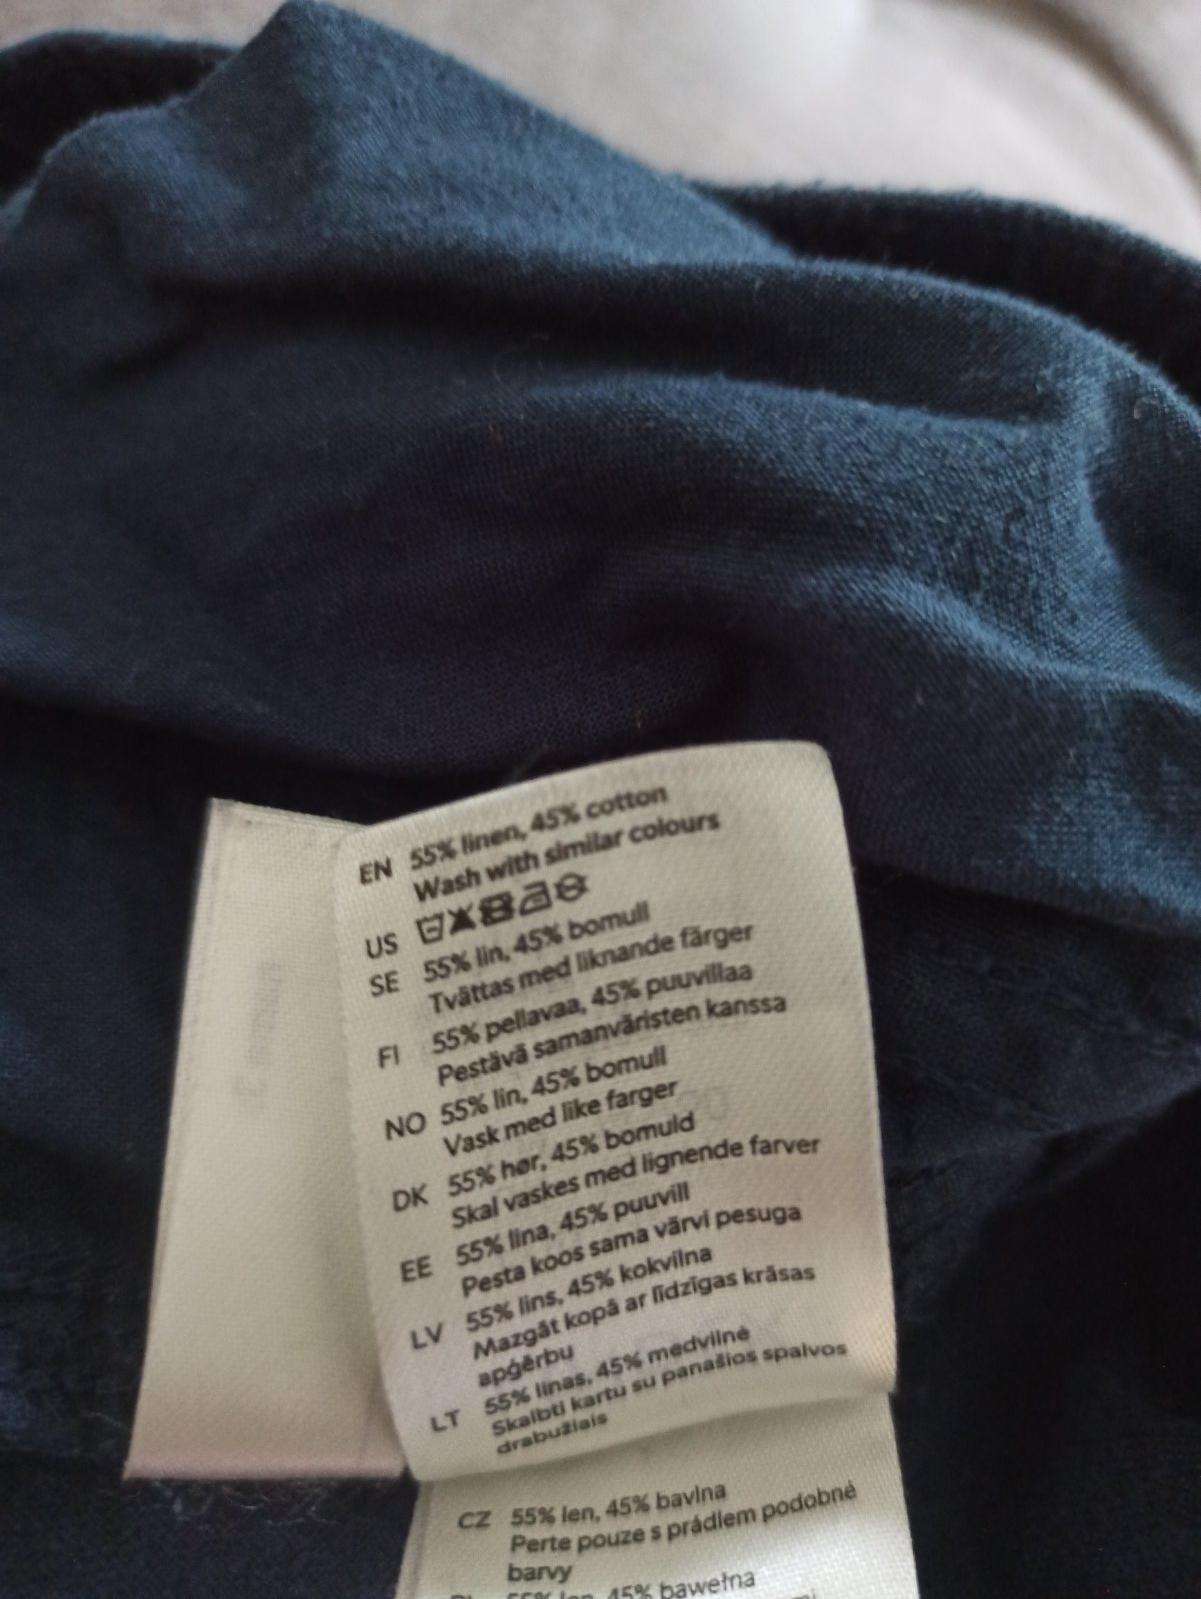 EN 55% linen, 45% cotton
Wash with similar colours
US
SE 55% lin, 45% bomull
Tvättas med liknande färger
FI 55% pellavaa, 45% puuvillaa
Pestävä samanväristen kanssa
NO 55% lin, 45% bomull
Vask med like farger
DK 55% hør, 45% bomuld
Skal vaskes med lignende farver
EE 55% lina, 45% puuvill
Pesta koos sama värvi pesuga
LV 55% lins, 45% kokvilna
Mazgāt kopā ar līdzīgas krāsas
apģērbu
LT 55% linas, 45% medvilnė
Skalbti kartu su panašios spalvos
drabužiais
CZ 55% len, 45% bavlna
Perte pouze s prádlem podobné
barvy
55% len, 45% bawełna